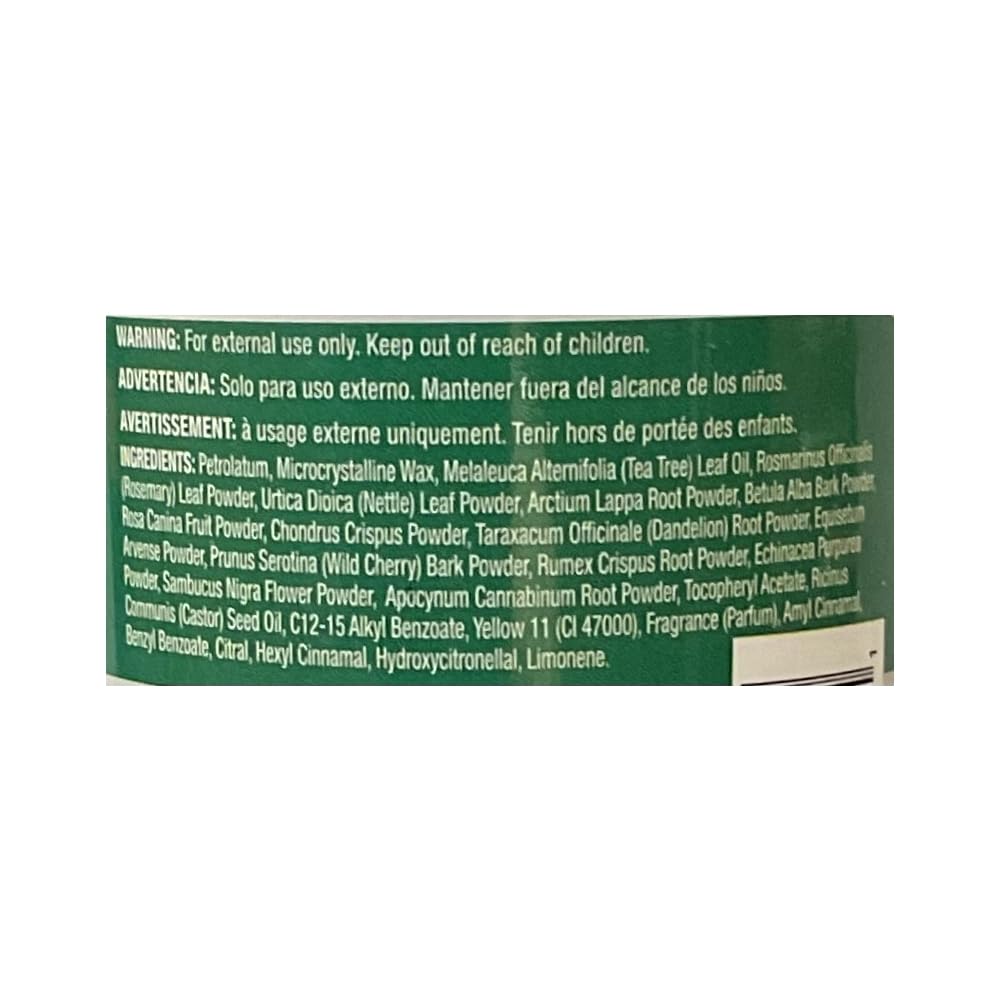 WARNING: For external use only. Keep out of reach of children.
ADVERTENCIA: Solo para uso externo. Mantener fuera del alcance de los niños.
AVERTISSEMENT: à usage externe uniquement. Tenir hors de portée des enfants.
INGREDIENTS: Petrolatum, Microcrystalline Wax, Melaleuca Alternifolia (Tea Tree) Leaf Oil, Rosmarinus Officinalis
(Rosemary) Leaf Powder, Urtica Dioica (Nettle) Leaf Powder, Arctium Lappa Root Powder, Betula Alba Bark Powder,
Rosa Canina Fruit Powder, Chondrus Crispus Powder, Taraxacum Officinale (Dandelion) Root Powder, Equisetum
Arvense Powder, Prunus Serotina (Wild Cherry) Bark Powder, Rumex Crispus Root Powder, Echinacea Purpurea
Powder, Sambucus Nigra Flower Powder, Apocynum Cannabinum Root Powder, Tocopheryl Acetate, Ricinus
Communis (Castor) Seed Oil, C12-15 Alkyl Benzoate, Yellow 11 (CI 47000), Fragrance (Parfum), Amyl Cinnamal,
Benzyl Benzoate, Citral, Hexyl Cinnamal, Hydroxycitronellal, Limonene.